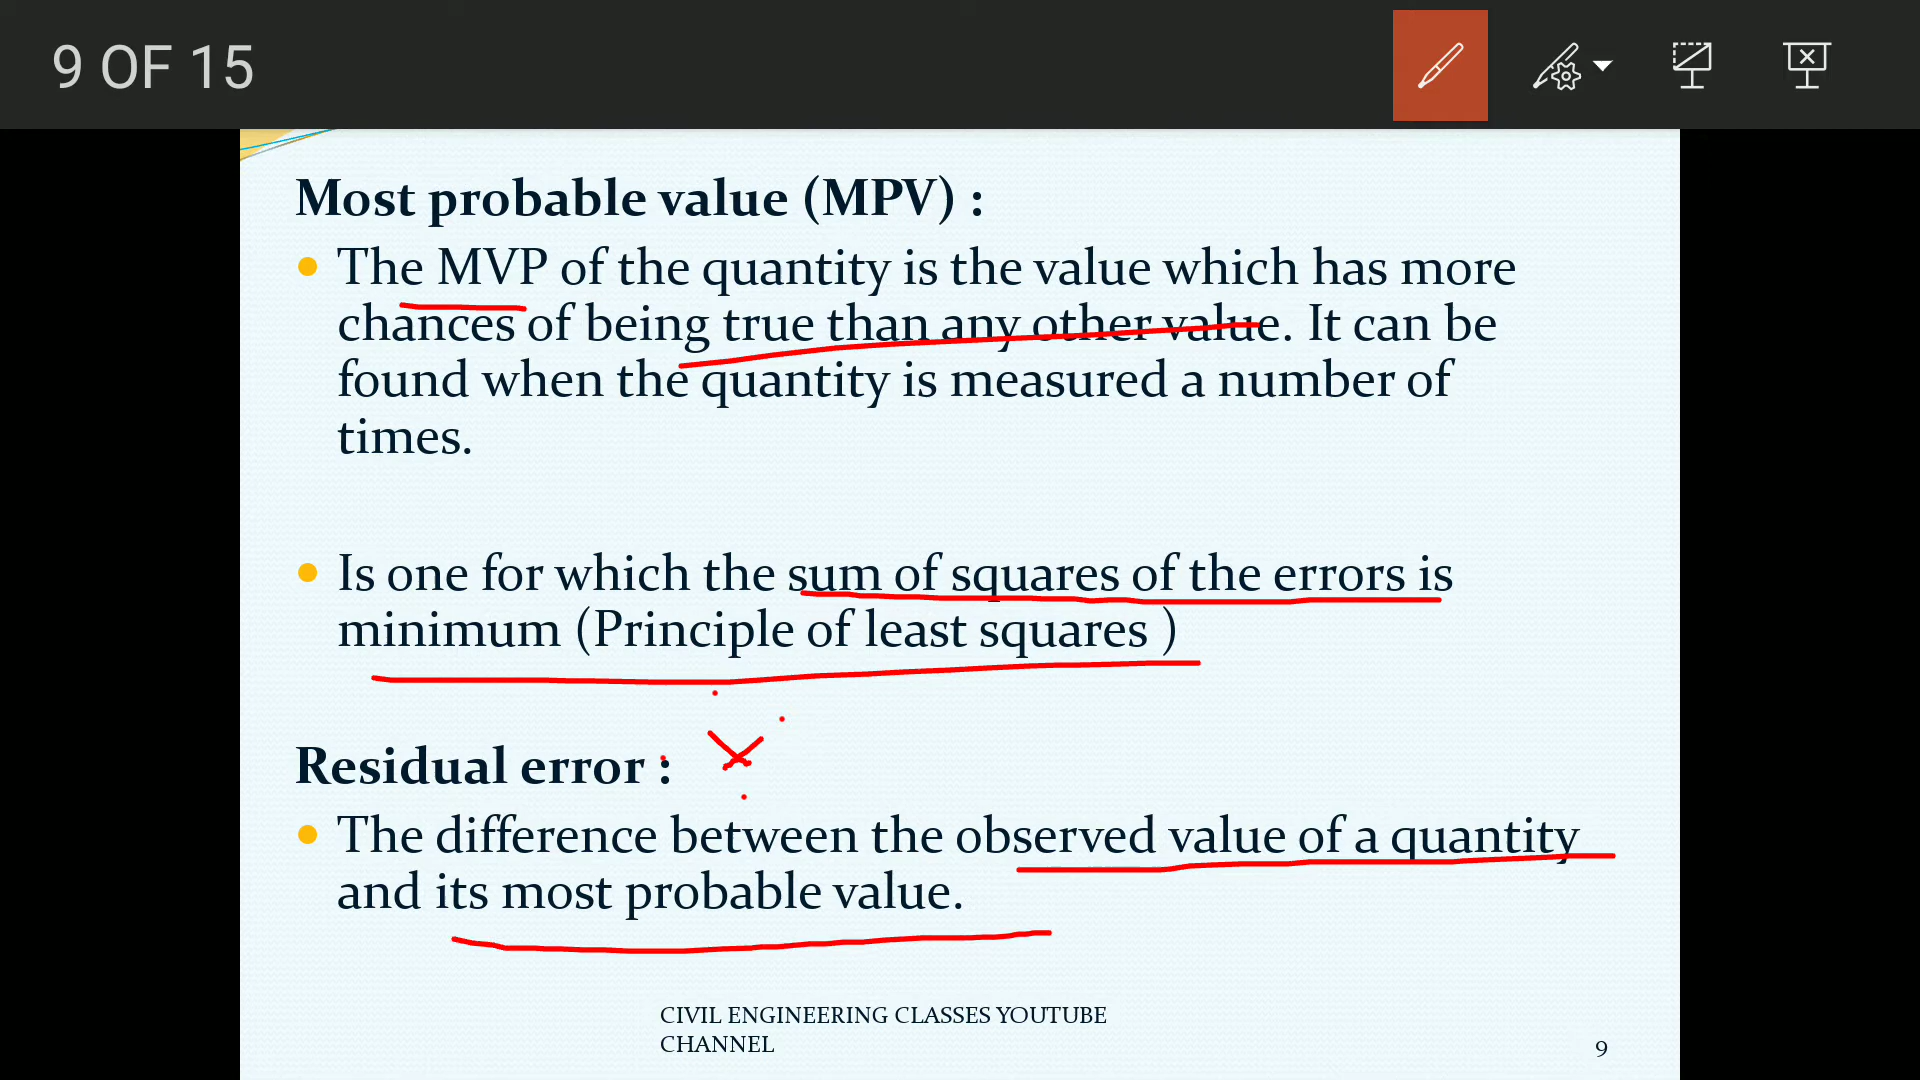 9 OF 15
Most probable value (MPV) :
The MVP of the quantity is the value which has more
chances of being true than any other value. It can be
found when the quantity is measured a number of
times.
Is one for which the sum of squares of the errors is
minimum (Principle of least squares )
Residual error :
The difference between the observed value of a quantity
and its most probable value.
CIVIL ENGINEERING CLASSES YOUTUBE
CHANNEL
9